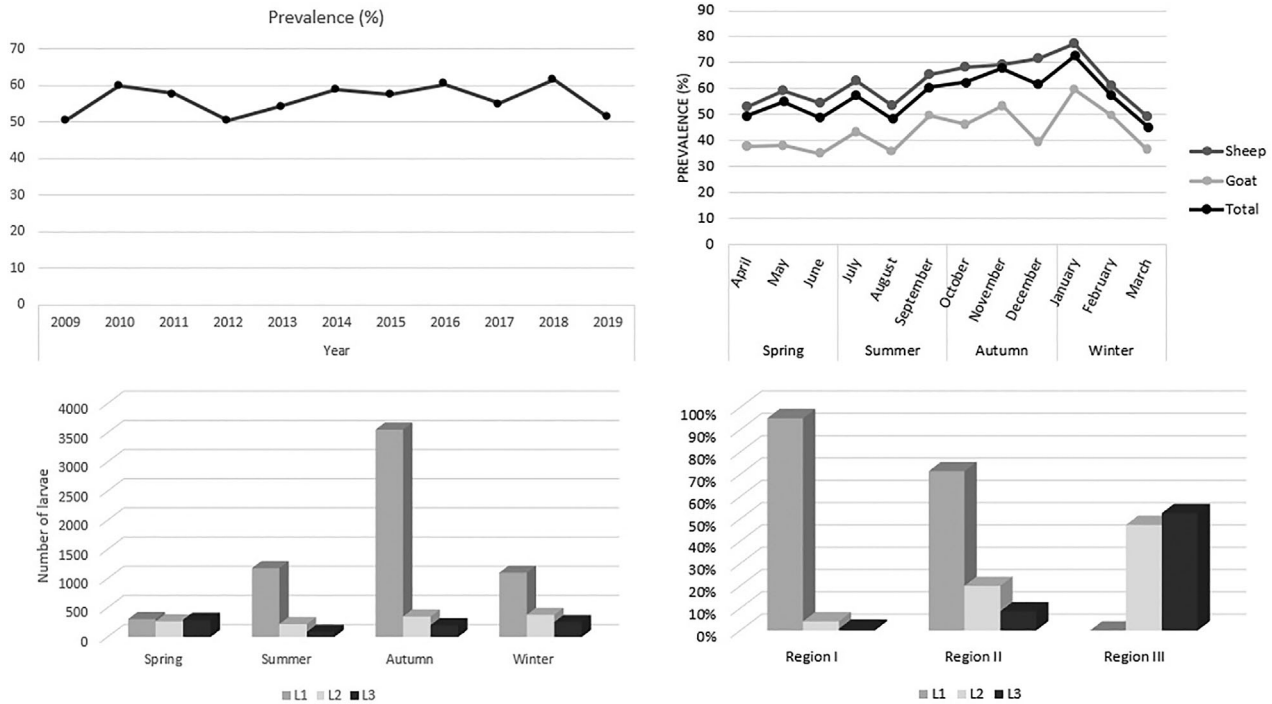 Prevalence (%)
70
60
50
40
30
20
10
0
2009 2010 2011 2012 2013 2014 2015 2016 2017 2018 2019
Year
PREVALENCE (%)
90
80
70
60
50
40
30
20
10
0
April May June July August September October November December January February March
Spring Summer Autumn Winter
Sheep
Goat
Total
Number of larvae
4000
3500
3000
2500
2000
1500
1000
500
0
Spring Summer Autumn Winter
L1 L2 L3
100%
90%
80%
70%
60%
50%
40%
30%
20%
10%
0%
Region I Region II Region III
L1 L2 L3